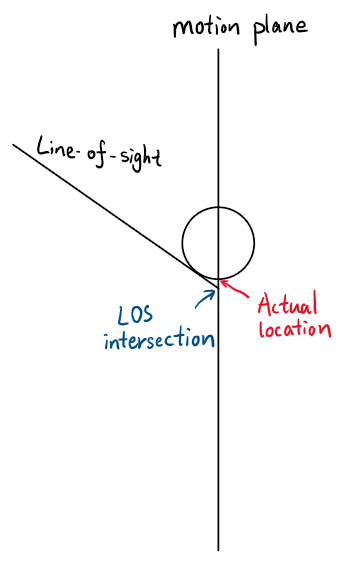 motion plane
Line-of-sight
LOS
intersection
Actual
location